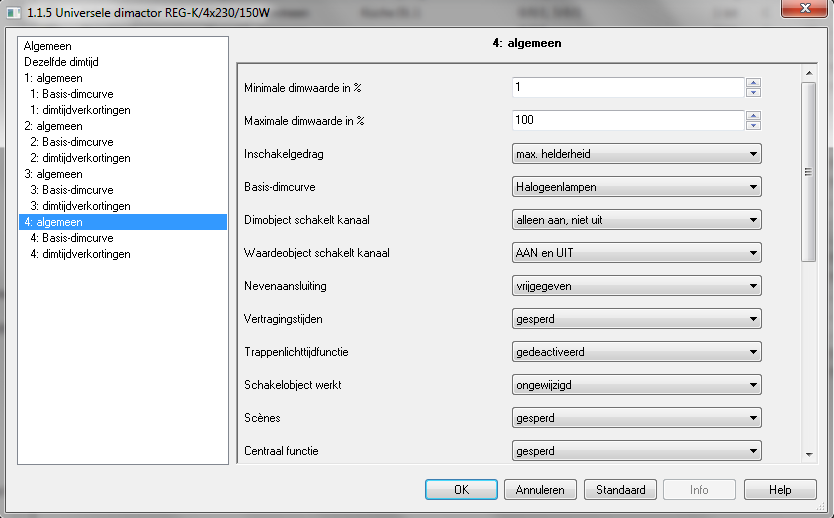 1.1.5 Universele dimactor REG-K/4x230/150W
Algemeen
Dezelfde dimtijd
1: algemeen
1: Basis-dimcurve
1: dimtijdverkortingen
2: algemeen
2: Basis-dimcurve
2: dimtijdverkortingen
3: algemeen
3: Basis-dimcurve
3: dimtijdverkortingen
4: algemeen
4: Basis-dimcurve
4: dimtijdverkortingen
4: algemeen
Minimale dimwaarde in % 1
Maximale dimwaarde in % 100
Inschakelgedrag max. helderheid
Basis-dimcurve Halogeenlampen
Dimobject schakelt kanaal alleen aan, niet uit
Waardeobject schakelt kanaal AAN en UIT
Nevenaansluiting vrijgegeven
Vertragingstijden gesperd
Trappenlichttijdfunctie gedeactiveerd
Schakelobject werkt ongewijzigd
Scènes gesperd
Centraal functie gesperd
OK Annuleren Standaard Info Help